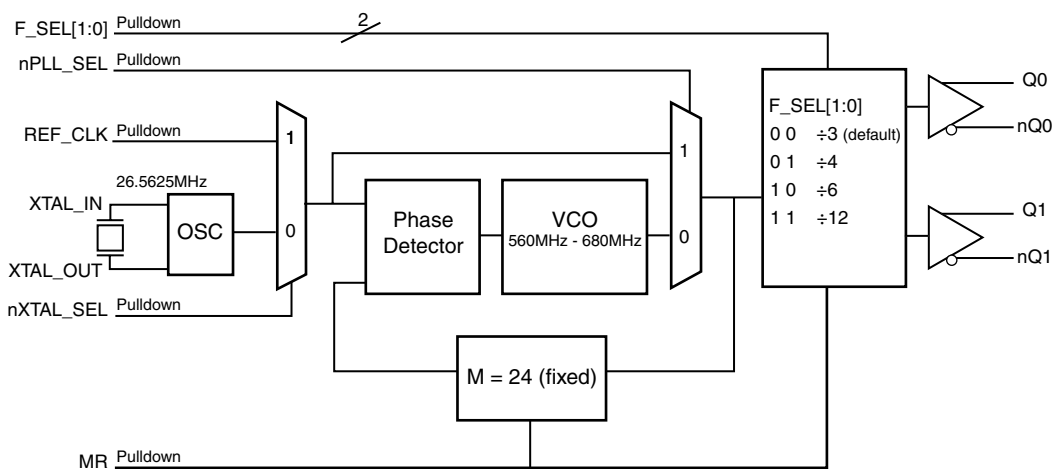 F_SEL[1:0] Pulldown
2
nPLL_SEL Pulldown
REF_CLK Pulldown
1
26.5625MHz
XTAL_IN
OSC
0
XTAL_OUT
nXTAL_SEL Pulldown
Phase
Detector
VCO
560MHz - 680MHz
1
0
M = 24 (fixed)
F_SEL[1:0]
0 0 ÷3 (default)
0 1 ÷4
1 0 ÷6
1 1 ÷12
Q0
nQ0
Q1
nQ1
MR Pulldown